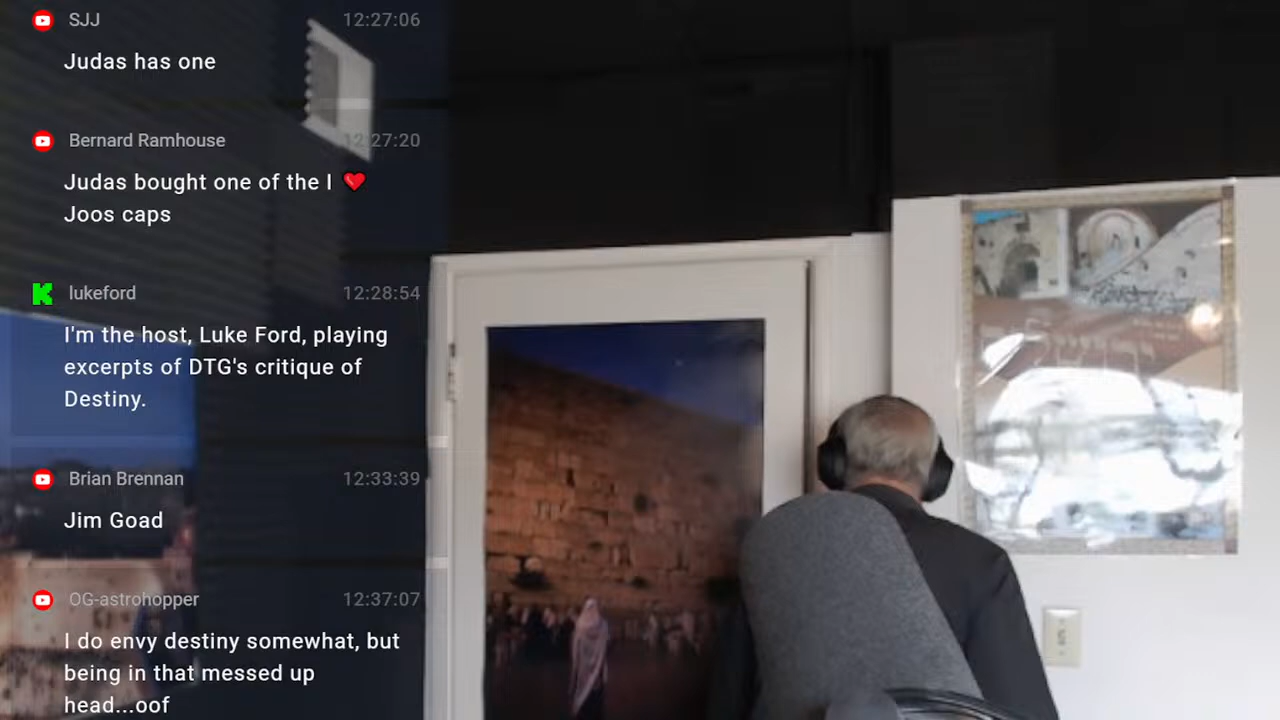 SJJ 12:27:06
Judas has one
Bernard Ramhouse 12:27:20
Judas bought one of the I ❤️
Joos caps
lukeford 12:28:54
I'm the host, Luke Ford, playing
excerpts of DTG's critique of
Destiny.
Brian Brennan 12:33:39
Jim Goad
OG-astrohopper 12:37:07
I do envy destiny somewhat, but
being in that messed up
head...oof